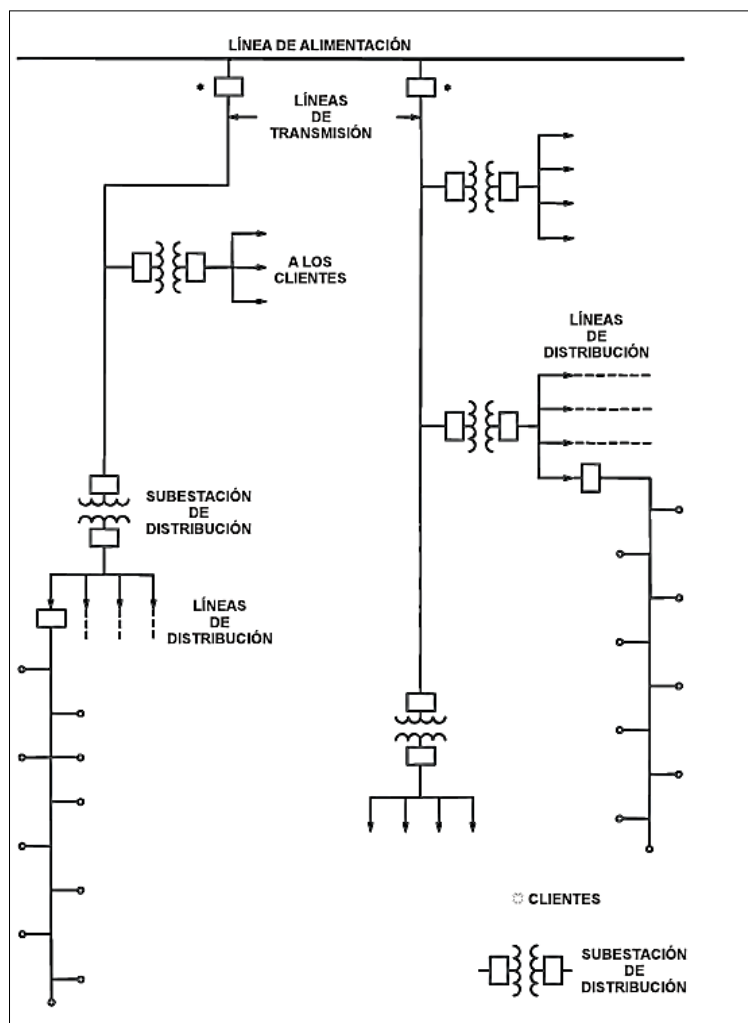 LÍNEA DE ALIMENTACIÓN
*
*
LÍNEAS
DE
TRANSMISIÓN
A LOS
CLIENTES
LÍNEAS
DE
DISTRIBUCIÓN
SUBESTACIÓN
DE
DISTRIBUCIÓN
LÍNEAS
DE
DISTRIBUCIÓN
CLIENTES
SUBESTACIÓN
DE
DISTRIBUCIÓN